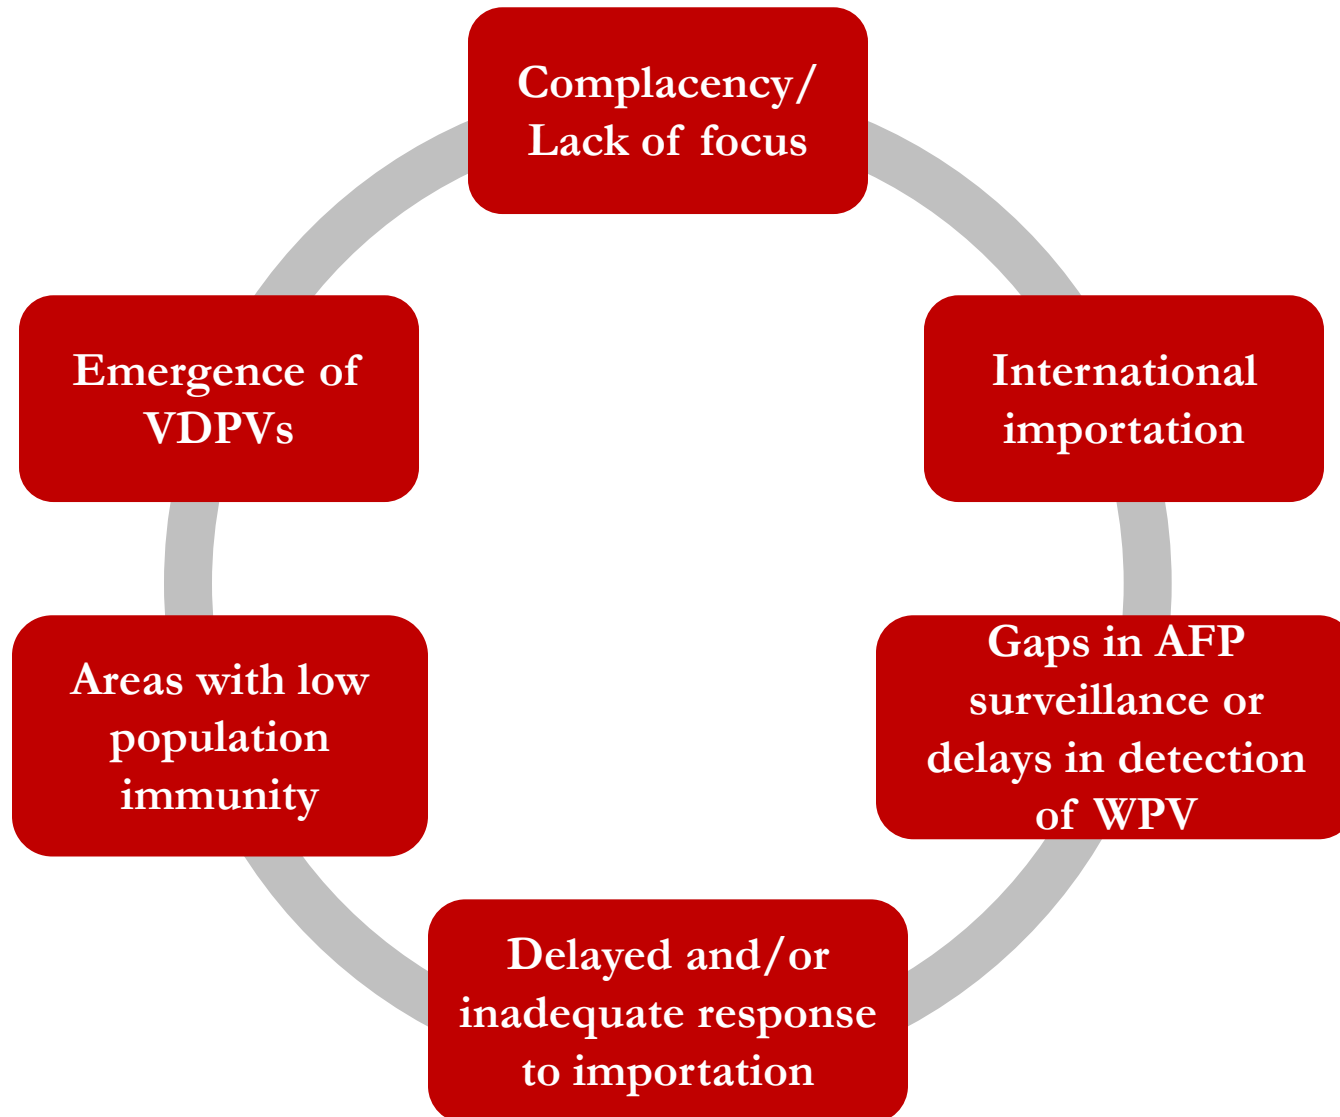 Complacency/
Lack of focus
International
importation
Gaps in AFP
surveillance or
delays in detection
of WPV
Delayed and/or
inadequate response
to importation
Areas with low
population
immunity
Emergence of
VDPVs